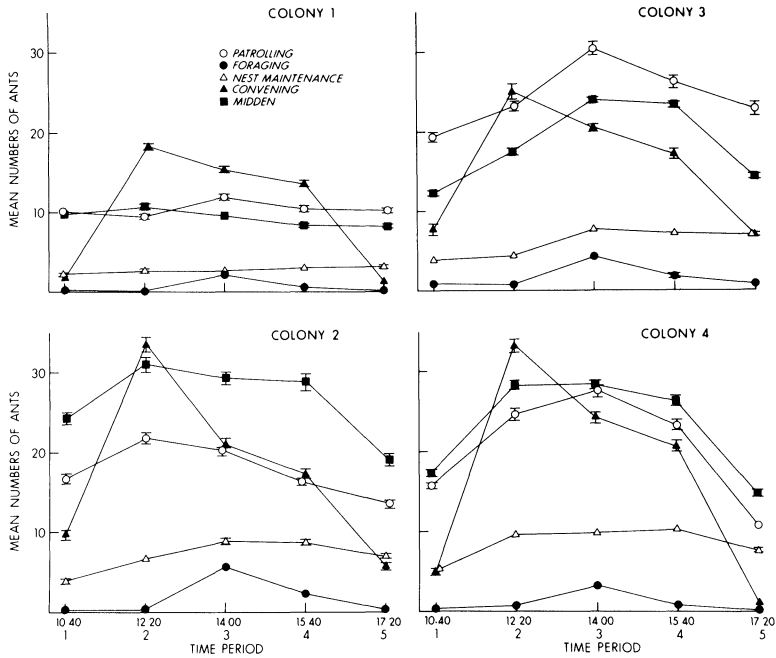 COLONY 1
COLONY 3
30
20
10
MEAN NUMBERS OF ANTS
PATROLLING
FORAGING
NEST MAINTENANCE
CONVENING
MIDDEN
COLONY 2
COLONY 4
30
20
10
MEAN NUMBERS OF ANTS
10·40 12 20 14 00 15 40 17 20
1 2 3 4 5
TIME PERIOD
10·40 12 20 14 00 15 40 17 20
1 2 3 4 5
TIME PERIOD